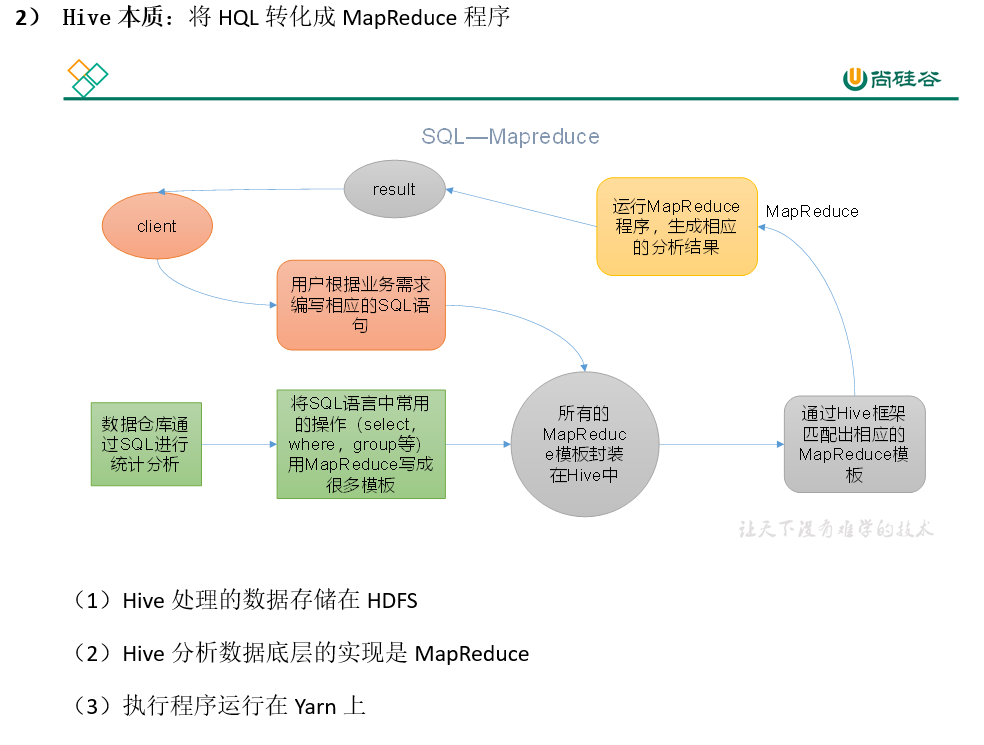 2） Hive 本质：将 HQL 转化成 MapReduce 程序
尚硅谷
SQL—Mapreduce
result
client
运行MapReduce
程序，生成相应
的分析结果
MapReduce
用户根据业务需求
编写相应的SQL语
句
数据仓库通
过SQL进行
统计分析
将SQL语言中常用
的操作（select，
where，group等）
用MapReduce写成
很多模板
所有的
MapReduc
e模板封装
在Hive中
通过Hive框架
匹配出相应的
MapReduce模
板
让天下没有难学的技术
（1）Hive 处理的数据存储在 HDFS
（2）Hive 分析数据底层的实现是 MapReduce
（3）执行程序运行在 Yarn 上